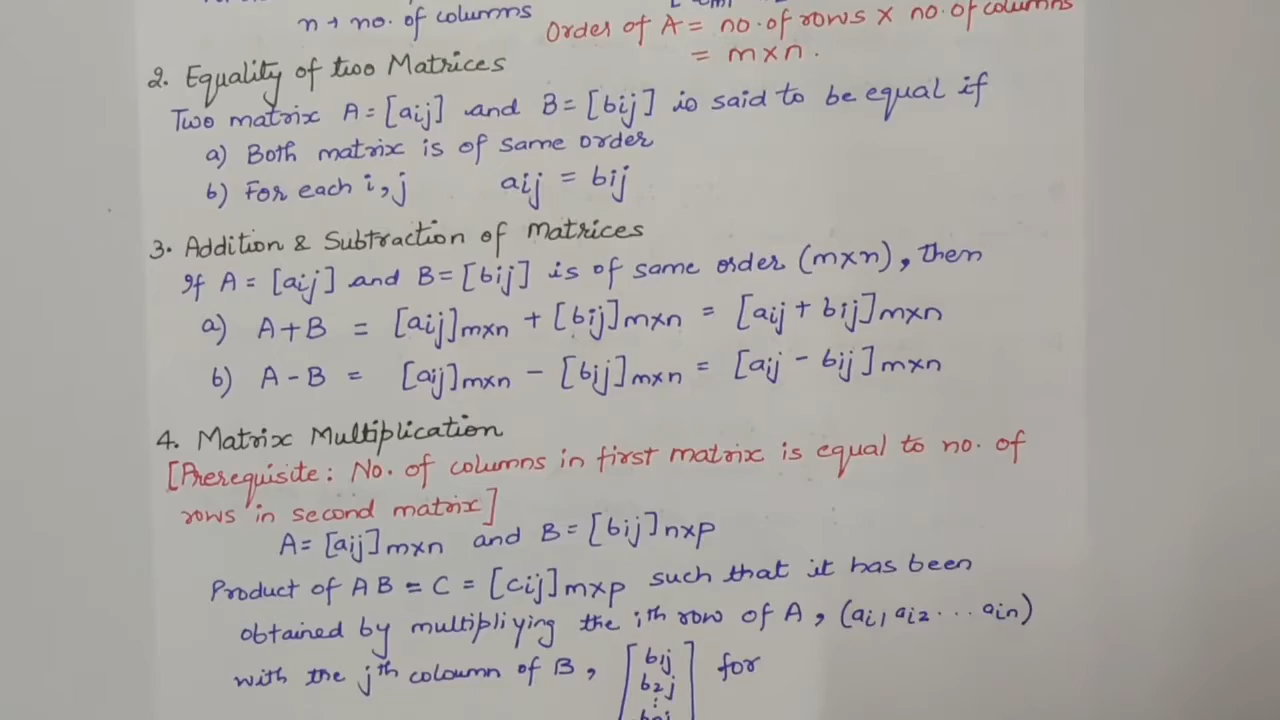 n → no. of columns
Order of A = no. of rows x no. of columns
= m x n.
2. Equality of two Matrices
Two matrix A = [aij] and B = [bij] is said to be equal if
a) Both matrix is of same order
b) For each i, j aij = bij
3. Addition & Subtraction of Matrices
If A = [aij] and B = [bij] is of same order (mxn), then
a) A+B = [aij]mxn + [bij]mxn = [aij + bij]mxn
b) A-B = [aij]mxn - [bij]mxn = [aij - bij]mxn
4. Matrix Multiplication
[Prerequisite: No. of columns in first matrix is equal to no. of
rows in second matrix]
A = [aij]mxn and B = [bij]nxp
Product of AB = C = [cij]mxp such that it has been
obtained by multipliying the ith row of A, (ai1 ai2 ... ain)
with the jth coloumn of B, [b1j b2j ⋮ bnj] for